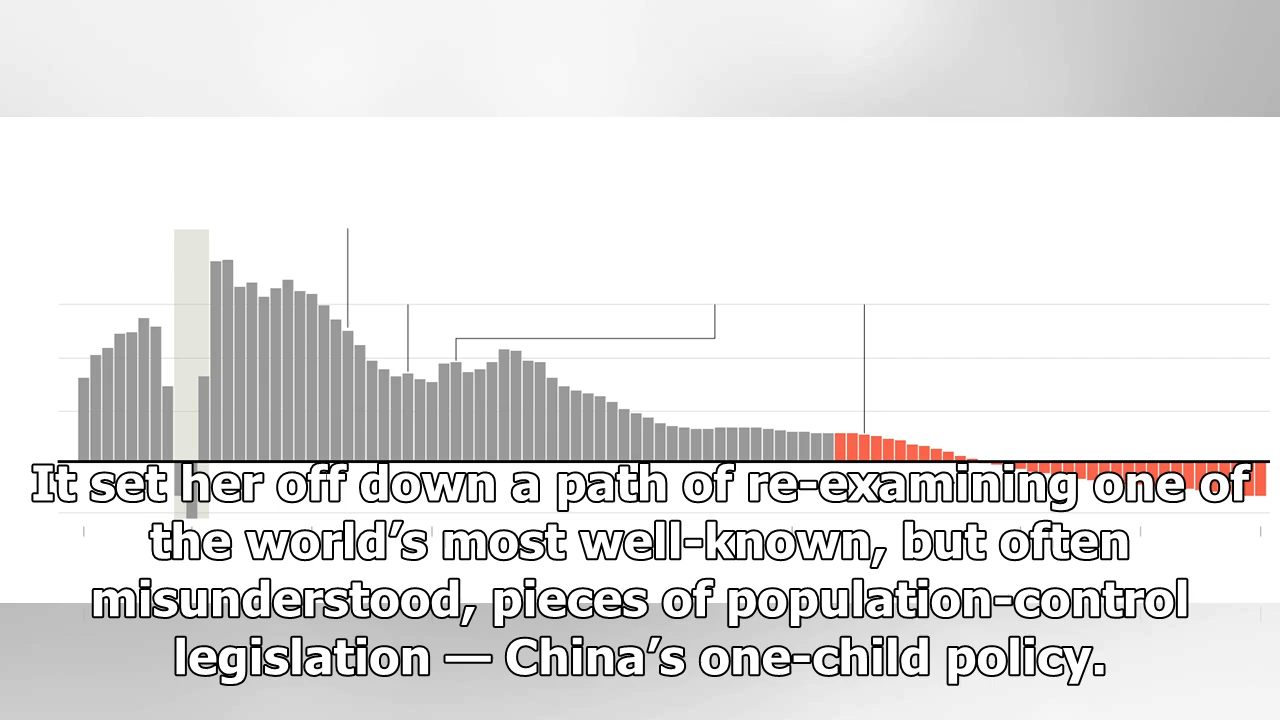 It set her off down a path of re-examining one of
the world’s most well-known, but often
misunderstood, pieces of population-control
legislation — China’s one-child policy.